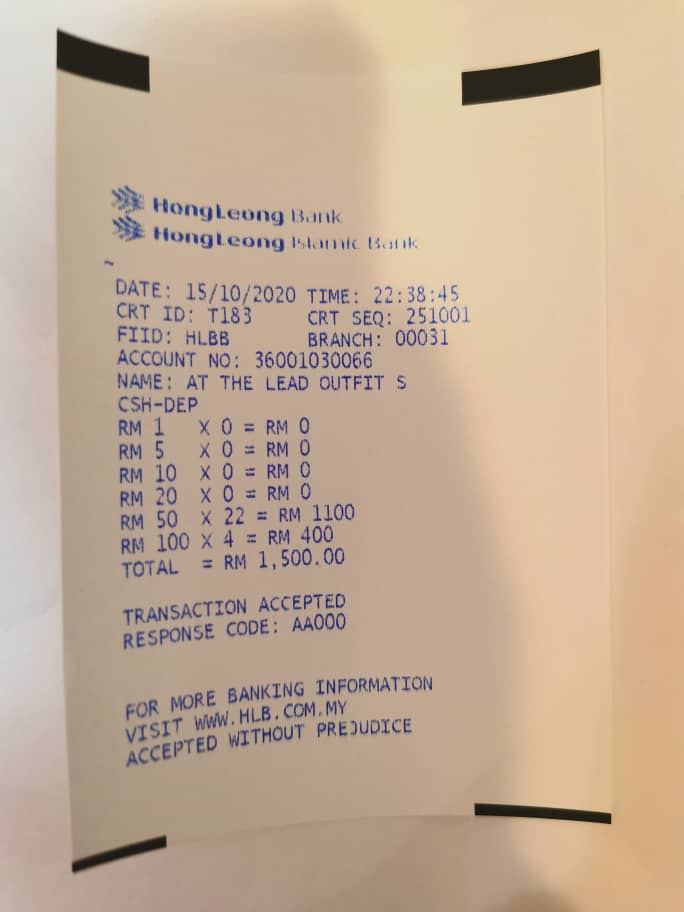 HongLeong Bank
HongLeong Islamic Bank
~
DATE: 15/10/2020 TIME: 22:38:45
CRT ID: T183 CRT SEQ: 251001
FIID: HLBB BRANCH: 00031
ACCOUNT NO: 36001030066
NAME: AT THE LEAD OUTFIT S
CSH-DEP
RM 1 X 0 = RM 0
RM 5 X 0 = RM 0
RM 10 X 0 = RM 0
RM 20 X 0 = RM 0
RM 50 X 22 = RM 1100
RM 100 X 4 = RM 400
TOTAL = RM 1,500.00
TRANSACTION ACCEPTED
RESPONSE CODE: AA000
FOR MORE BANKING INFORMATION
VISIT WWW.HLB.COM.MY
ACCEPTED WITHOUT PREJUDICE